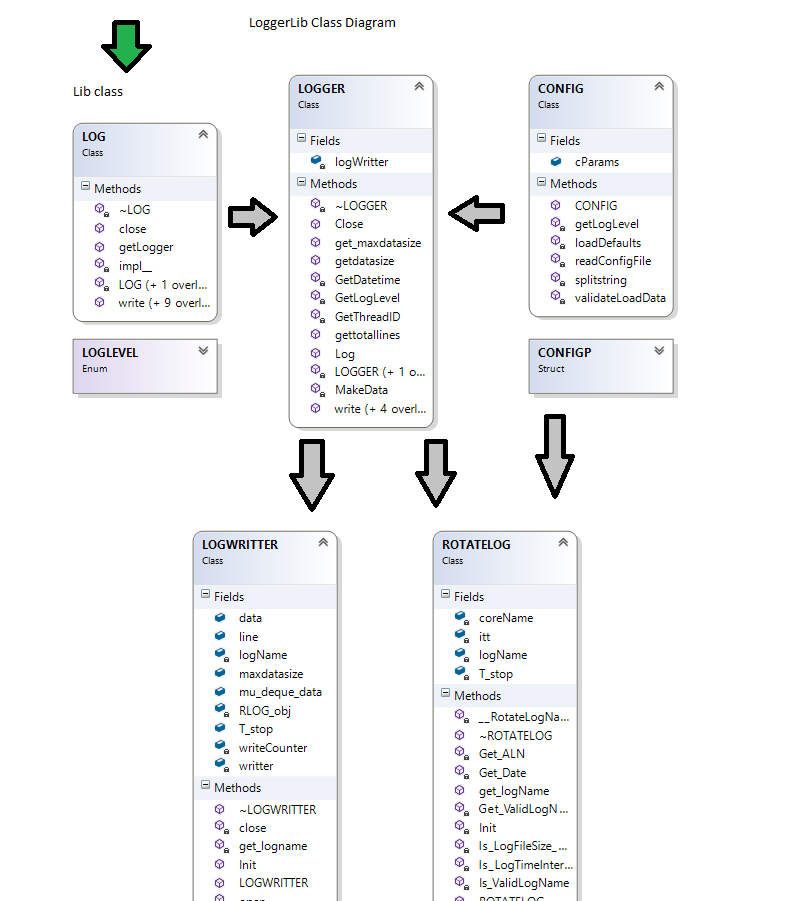 LoggerLib Class Diagram
Lib class
LOG
Class
Methods
~LOG
close
getLogger
impl__
LOG (+ 1 overl...
write (+ 9 overl...
LOGLEVEL
Enum
LOGGER
Class
Fields
logWritter
Methods
~LOGGER
Close
get_maxdatasize
getdatasize
GetDatetime
GetLogLevel
GetThreadID
gettotallines
Log
LOGGER (+ 1 o...
MakeData
write (+ 4 overl...
CONFIG
Class
Fields
cParams
Methods
CONFIG
getLogLevel
loadDefaults
readConfigFile
splitstring
validateLoadData
CONFIGP
Struct
LOGWRITTER
Class
Fields
data
line
logName
maxdatasize
mu_deque_data
RLOG_obj
T_stop
writeCounter
writter
Methods
~LOGWRITTER
close
get_logname
Init
LOGWRITTER
ROTATELOG
Class
Fields
coreName
itt
logName
T_stop
Methods
__RotateLogNa...
~ROTATELOG
Get_ALN
Get_Date
get_logName
Get_ValidLogN...
Init
Is_LogFileSize_...
Is_LogTimeInter...
Is_ValidLogName
ROTATELOG